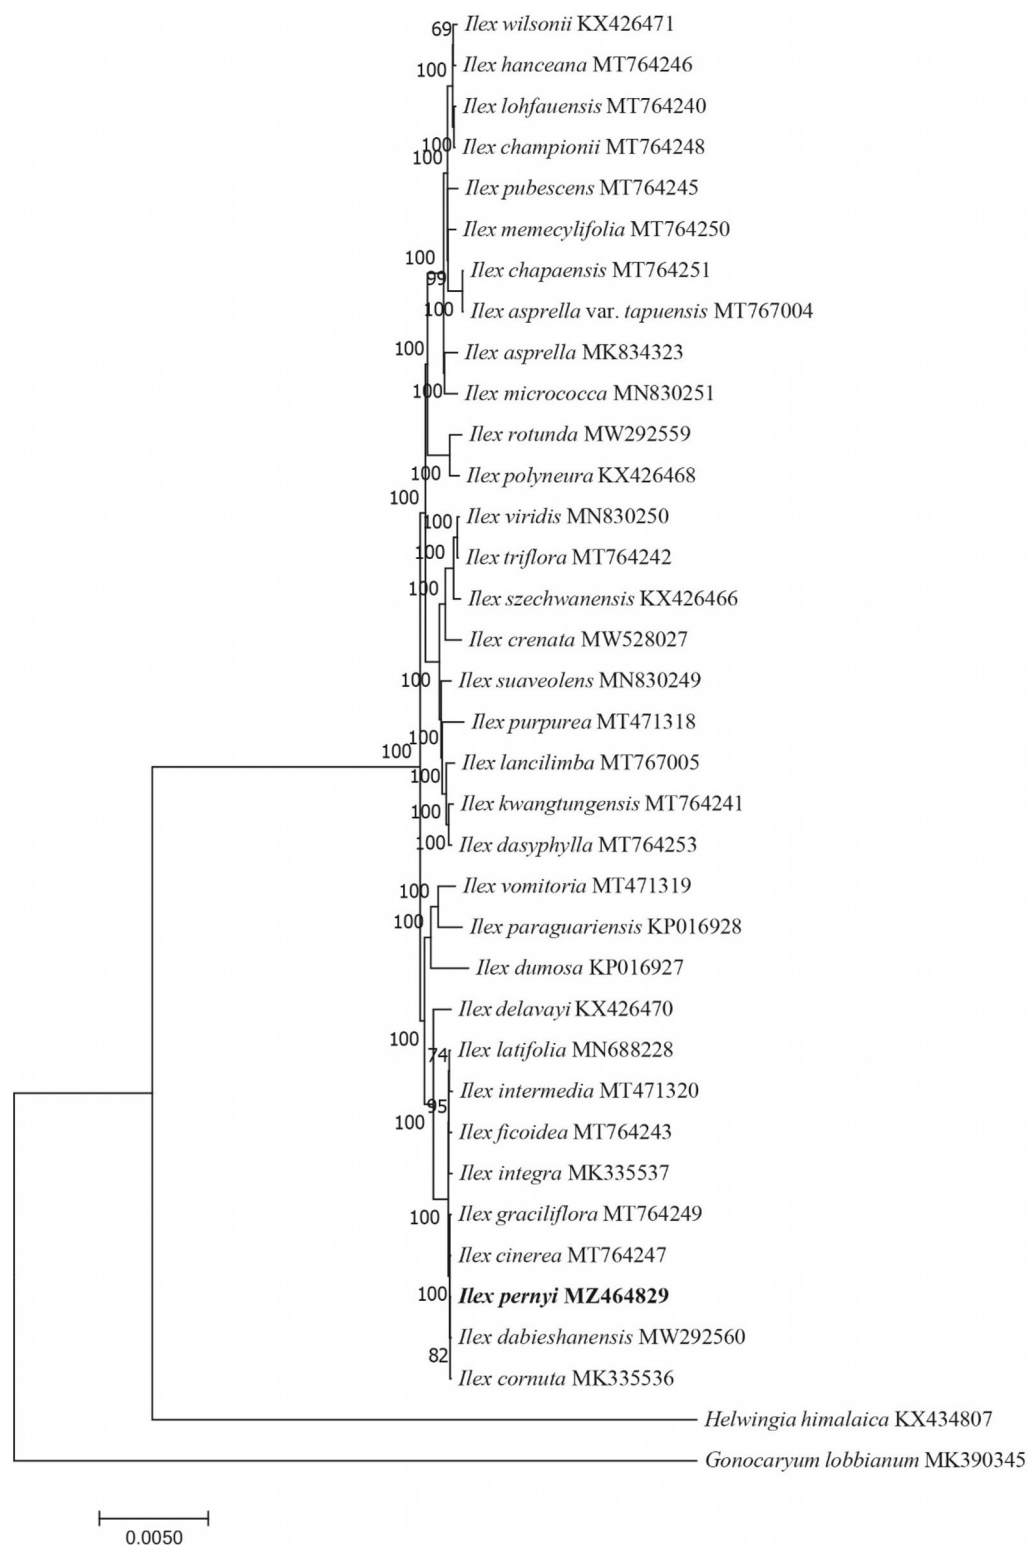 69
Ilex wilsonii KX426471
100
Ilex hanceana MT764246
Ilex lohfauensis MT764240
100
Ilex championii MT764248
100
Ilex pubescens MT764245
Ilex memecylifolia MT764250
100
99
Ilex chapaensis MT764251
100
Ilex asprella var. tapuensis MT767004
100
Ilex asprella MK834323
100
Ilex micrococca MN830251
Ilex rotunda MW292559
100
Ilex polyneura KX426468
100
100
Ilex viridis MN830250
100
Ilex triflora MT764242
100
Ilex szechwanensis KX426466
Ilex crenata MW528027
100
Ilex suaveolens MN830249
Ilex purpurea MT471318
100
100
Ilex lancilimba MT767005
100
Ilex kwangtungensis MT764241
100
100
Ilex dasyphylla MT764253
100
Ilex vomitoria MT471319
100
Ilex paraguariensis KP016928
Ilex dumosa KP016927
Ilex delavayi KX426470
100
74
Ilex latifolia MN688228
Ilex intermedia MT471320
95
100
Ilex ficoidea MT764243
Ilex integra MK335537
100
Ilex graciliflora MT764249
Ilex cinerea MT764247
100
Ilex pernyi MZ464829
Ilex dabieshanensis MW292560
82
Ilex cornuta MK335536
Helwingia himalaica KX434807
Gonocaryum lobbianum MK390345
0.0050